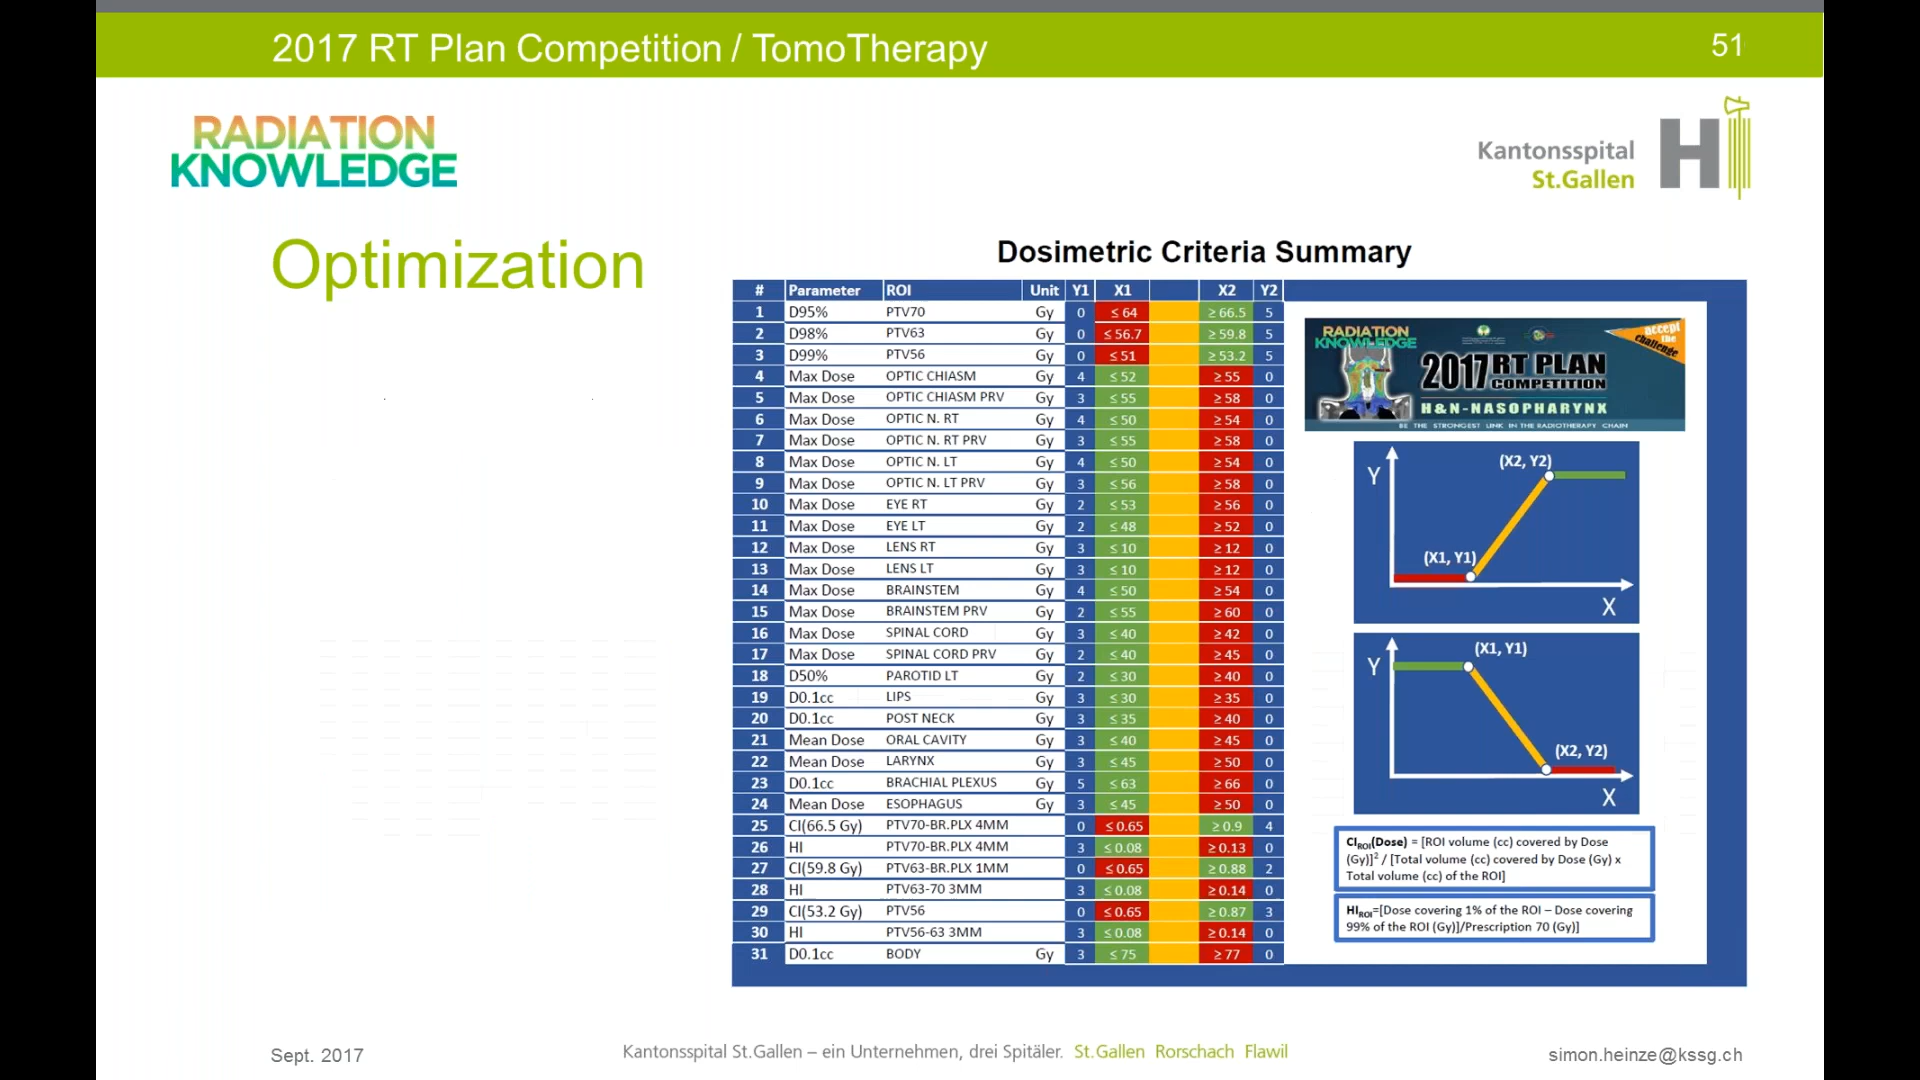 2017 RT Plan Competition / TomoTherapy
51
RADIATION
KNOWLEDGE
Kantonsspital
St.Gallen
Optimization
Dosimetric Criteria Summary
# Parameter ROI Unit Y1 X1 X2 Y2
1 D95% PTV70 Gy 0 ≤ 64 ≥ 66.5 5
2 D98% PTV63 Gy 0 ≤ 56.7 ≥ 59.8 5
3 D99% PTV56 Gy 0 ≤ 51 ≥ 53.2 5
4 Max Dose OPTIC CHIASM Gy 4 ≤ 52 ≥ 55 0
5 Max Dose OPTIC CHIASM PRV Gy 3 ≤ 55 ≥ 58 0
6 Max Dose OPTIC N. RT Gy 4 ≤ 50 ≥ 54 0
7 Max Dose OPTIC N. RT PRV Gy 3 ≤ 55 ≥ 58 0
8 Max Dose OPTIC N. LT Gy 4 ≤ 50 ≥ 54 0
9 Max Dose OPTIC N. LT PRV Gy 3 ≤ 56 ≥ 58 0
10 Max Dose EYE RT Gy 2 ≤ 53 ≥ 56 0
11 Max Dose EYE LT Gy 2 ≤ 48 ≥ 52 0
12 Max Dose LENS RT Gy 3 ≤ 10 ≥ 12 0
13 Max Dose LENS LT Gy 3 ≤ 10 ≥ 12 0
14 Max Dose BRAINSTEM Gy 4 ≤ 50 ≥ 54 0
15 Max Dose BRAINSTEM PRV Gy 2 ≤ 55 ≥ 60 0
16 Max Dose SPINAL CORD Gy 3 ≤ 40 ≥ 42 0
17 Max Dose SPINAL CORD PRV Gy 2 ≤ 40 ≥ 45 0
18 D50% PAROTID LT Gy 2 ≤ 30 ≥ 40 0
19 D0.1cc LIPS Gy 3 ≤ 30 ≥ 35 0
20 D0.1cc POST NECK Gy 3 ≤ 35 ≥ 40 0
21 Mean Dose ORAL CAVITY Gy 3 ≤ 40 ≥ 45 0
22 Mean Dose LARYNX Gy 3 ≤ 45 ≥ 50 0
23 D0.1cc BRACHIAL PLEXUS Gy 5 ≤ 63 ≥ 66 0
24 Mean Dose ESOPHAGUS Gy 3 ≤ 45 ≥ 50 0
25 CI(66.5 Gy) PTV70-BR.PLX 4MM 0 ≤ 0.65 ≥ 0.9 4
26 HI PTV70-BR.PLX 4MM 3 ≤ 0.08 ≥ 0.13 0
27 CI(59.8 Gy) PTV63-BR.PLX 1MM 0 ≤ 0.65 ≥ 0.88 2
28 HI PTV63-70 3MM 3 ≤ 0.08 ≥ 0.14 0
29 CI(53.2 Gy) PTV56 0 ≤ 0.65 ≥ 0.87 3
30 HI PTV56-63 3MM 3 ≤ 0.08 ≥ 0.14 0
31 D0.1cc BODY Gy 3 ≤ 75 ≥ 77 0
RADIATION
KNOWLEDGE
accept
the
challenge
2017 RT PLAN
COMPETITION
H&N-NASOPHARYNX
BE THE STRONGEST LINK IN THE RADIOTHERAPY CHAIN
Y
(X2, Y2)
(X1, Y1)
X
(X1, Y1)
Y
(X2, Y2)
X
CIROI(Dose) = [ROI volume (cc) covered by Dose
(Gy)]² / [Total volume (cc) covered by Dose (Gy) x
Total volume (cc) of the ROI]
HIROI=[Dose covering 1% of the ROI – Dose covering
99% of the ROI (Gy)]/Prescription 70 (Gy)]
Sept. 2017
Kantonsspital St.Gallen – ein Unternehmen, drei Spitäler. St.Gallen Rorschach Flawil
simon.heinze@kssg.ch